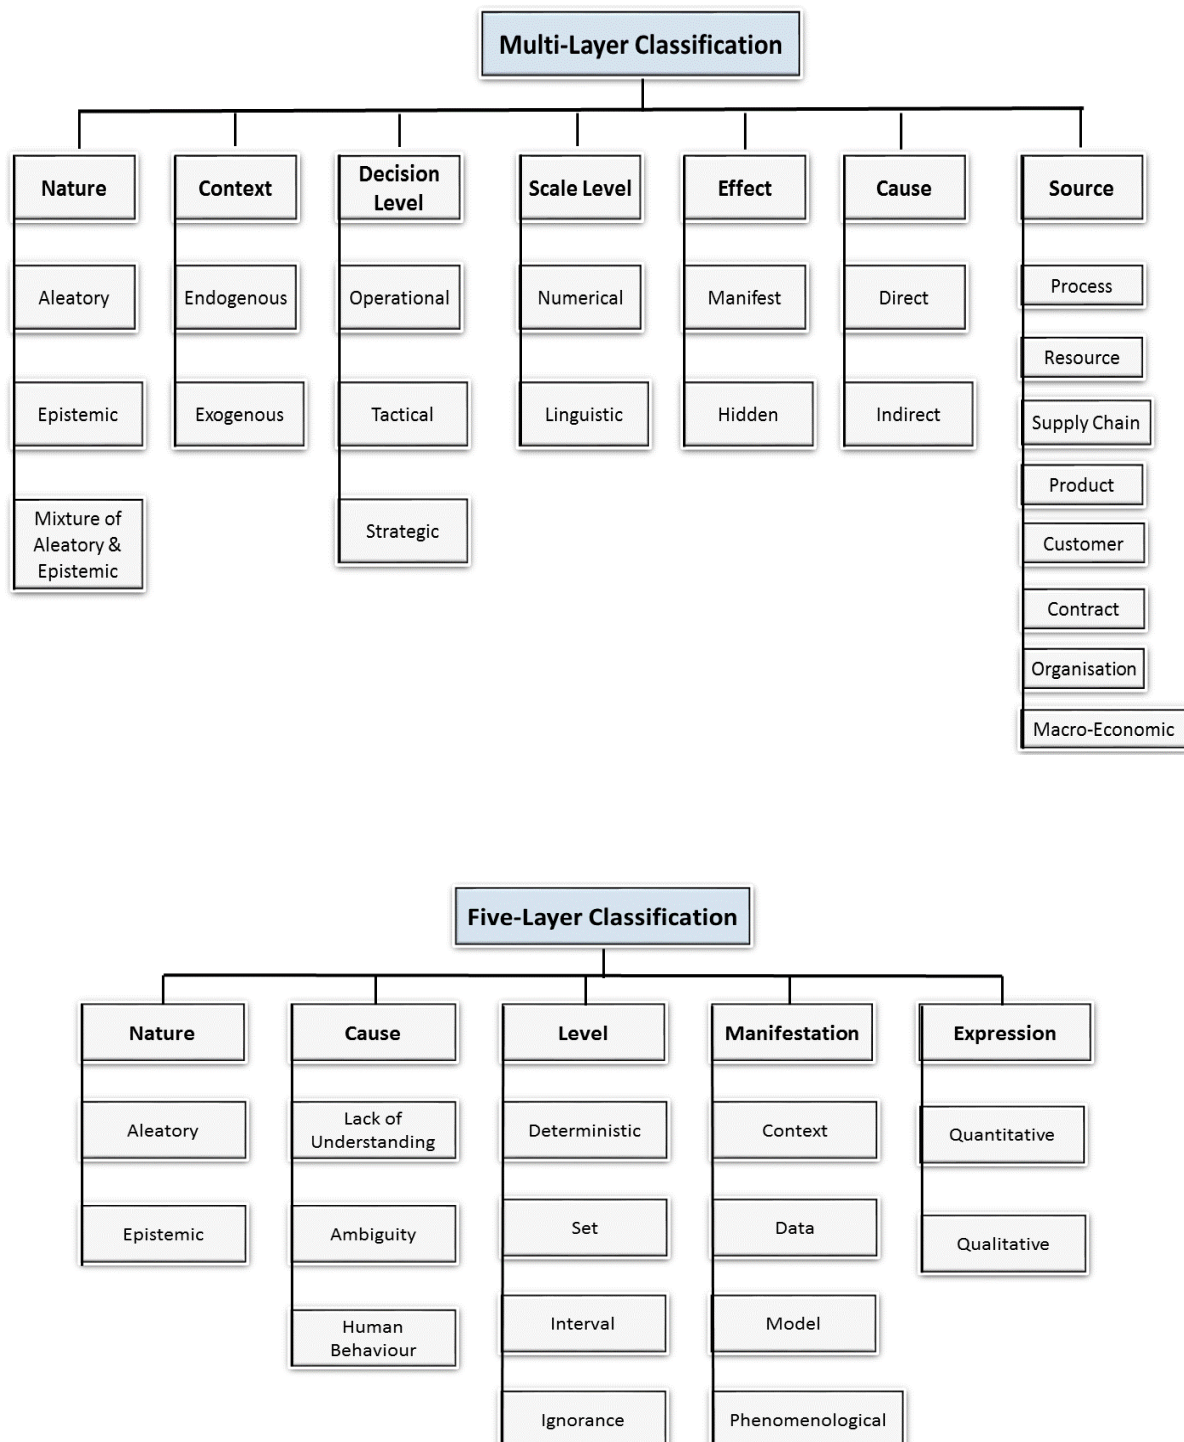 Multi-Layer Classification
Nature
Context
Decision
Level
Scale Level
Effect
Cause
Source
Aleatory
Endogenous
Operational
Numerical
Manifest
Direct
Process
Resource
Epistemic
Exogenous
Tactical
Linguistic
Hidden
Indirect
Supply Chain
Product
Mixture of
Aleatory &
Epistemic
Strategic
Customer
Contract
Organisation
Macro-Economic
Five-Layer Classification
Nature
Cause
Level
Manifestation
Expression
Aleatory
Lack of
Understanding
Deterministic
Context
Quantitative
Epistemic
Ambiguity
Set
Data
Qualitative
Human
Behaviour
Interval
Model
Ignorance
Phenomenological